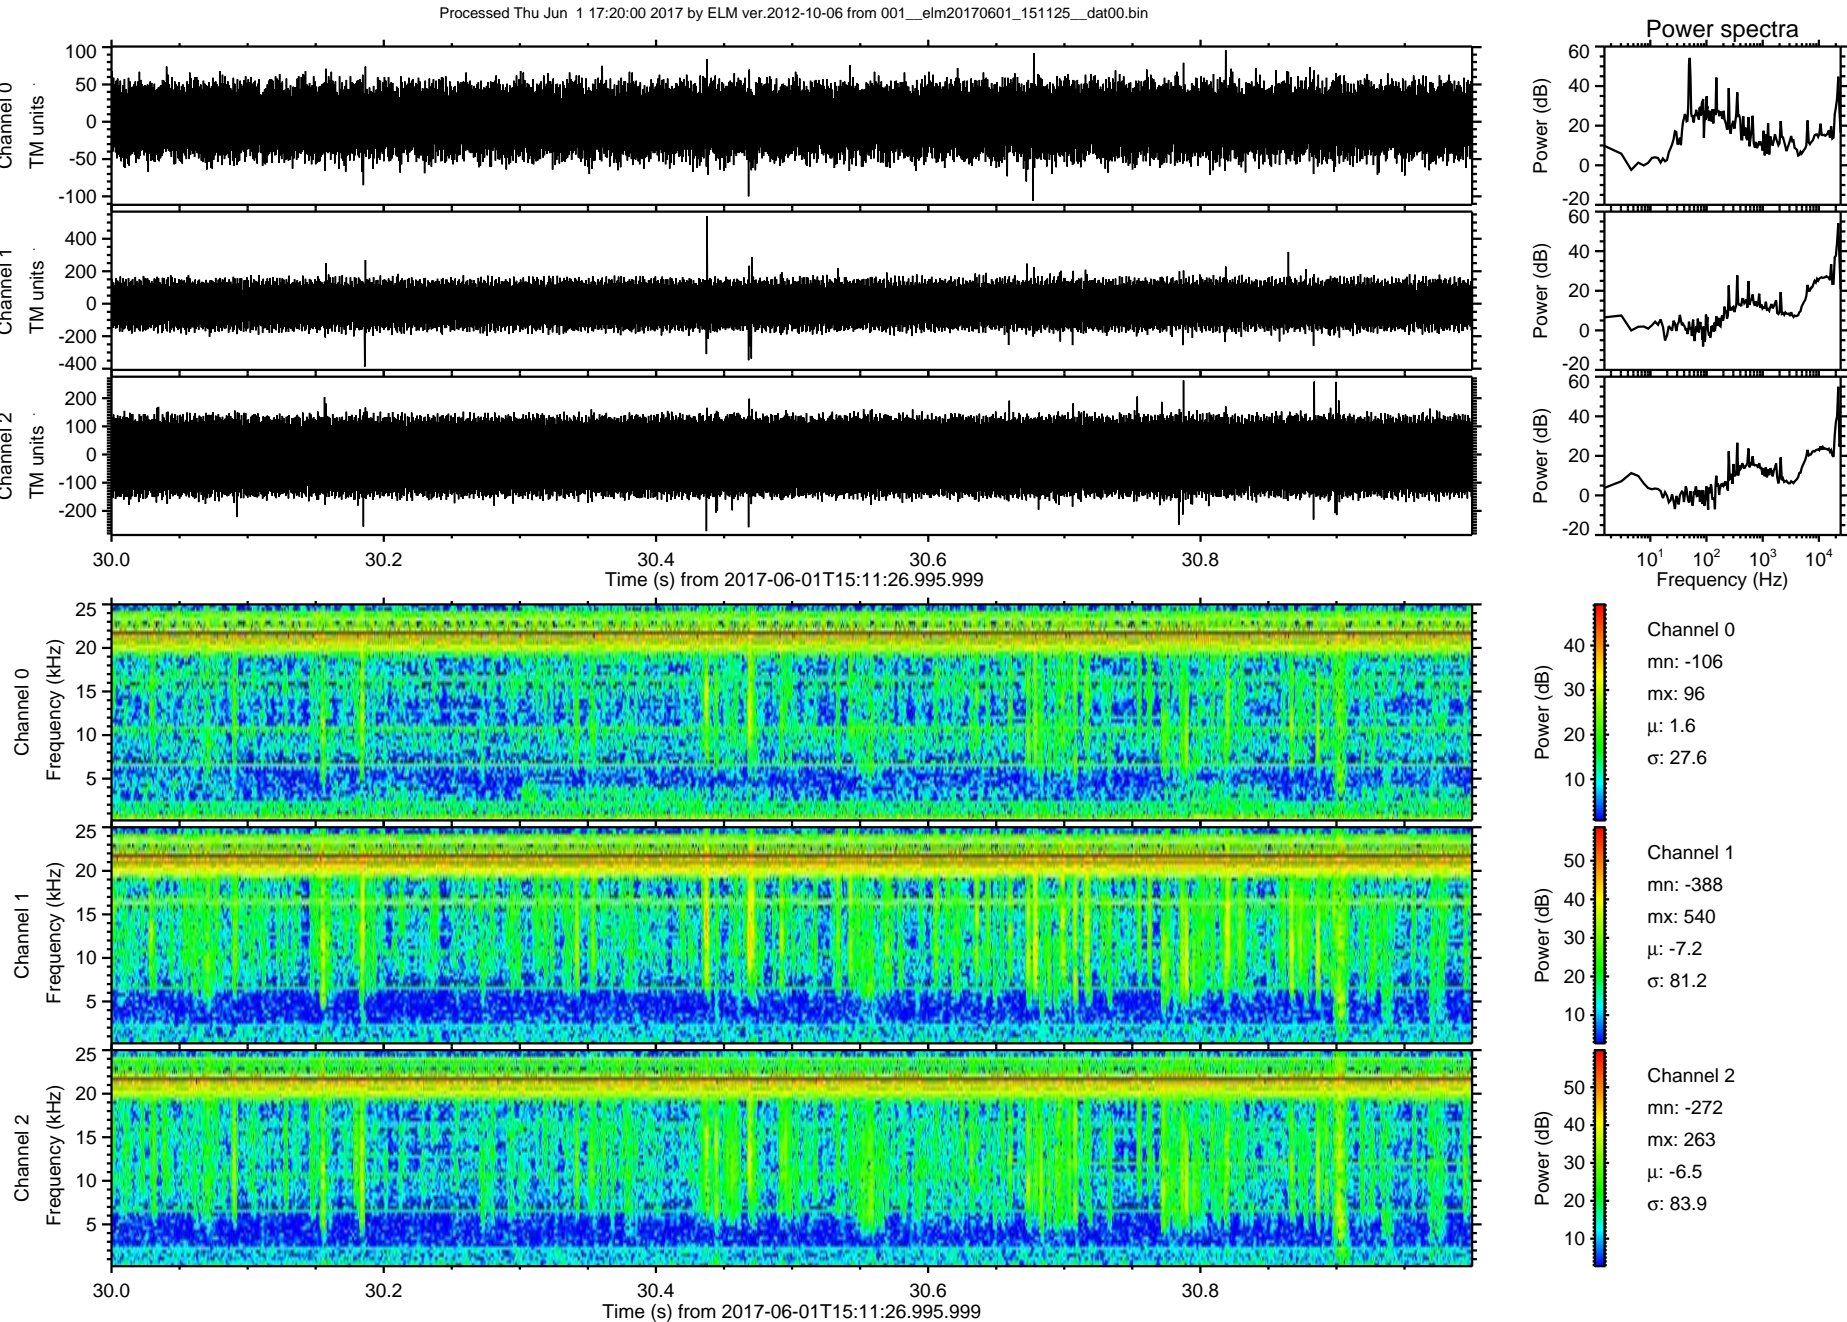 Processed Thu Jun  1 17:20:00 2017 by ELM ver.2012-10-06 from 001__elm20170601_151125__dat00.bin
Power spectra
Channel 0
TM units
100
50
0
-50
-100
Power (dB)
60
40
20
0
-20
Channel 1
TM units
400
200
0
-200
-400
Power (dB)
60
40
20
0
-20
Channel 2
TM units
200
100
0
-100
-200
Power (dB)
60
40
20
0
-20
30.0 30.2 30.4 30.6 30.8
Time (s) from 2017-06-01T15:11:26.995.999
10^1 10^2 10^3 10^4
Frequency (Hz)
Channel 0
Frequency (kHz)
25
20
15
10
5
Power (dB)
40
30
20
10
Channel 0
mn: -106
mx: 96
μ: 1.6
σ: 27.6
Channel 1
Frequency (kHz)
25
20
15
10
5
Power (dB)
50
40
30
20
10
Channel 1
mn: -388
mx: 540
μ: -7.2
σ: 81.2
Channel 2
Frequency (kHz)
25
20
15
10
5
Power (dB)
50
40
30
20
10
Channel 2
mn: -272
mx: 263
μ: -6.5
σ: 83.9
30.0 30.2 30.4 30.6 30.8
Time (s) from 2017-06-01T15:11:26.995.999